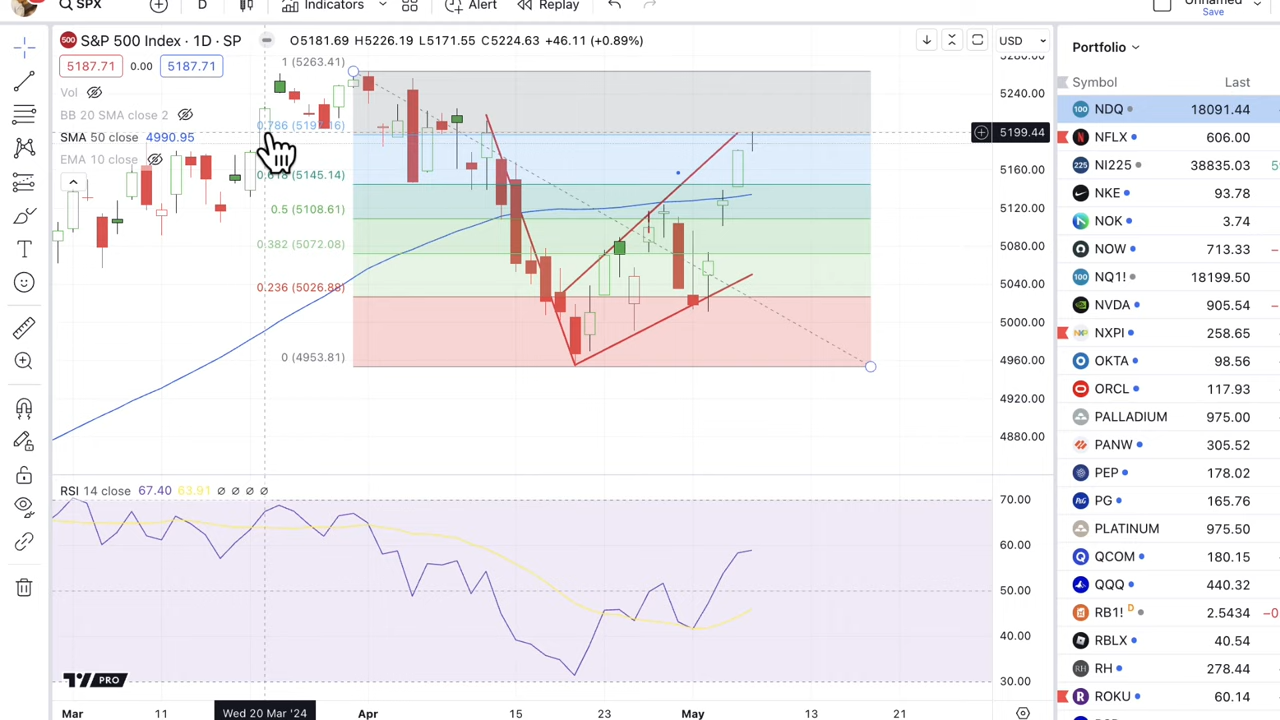 SPX
D
Indicators
Alert
Replay
Unnamed
Save
500 S&P 500 Index · 1D · SP
O5181.69 H5226.19 L5171.55 C5224.63 +46.11 (+0.89%)
USD
5187.71 0.00 5187.71
Vol
BB 20 SMA close 2
SMA 50 close 4990.95
EMA 10 close
1 (5263.41)
0.5 (5108.61)
0.382 (5072.08)
0.236 (5026.88)
0 (4953.81)
5280.00
5240.00
5199.44
5160.00
5120.00
5080.00
5040.00
5000.00
4960.00
4920.00
4880.00
RSI 14 close 67.40 63.91 ∅ ∅ ∅ ∅
70.00
60.00
50.00
40.00
30.00
PRO
Mar
11
Wed 20 Mar '24
Apr
15
23
May
13
21
Portfolio
Symbol Last
100 NDQ 18091.44
NFLX 606.00
225 NI225 38835.03
NKE 93.78
NOK 3.74
NOW 713.33
100 NQ1! 18199.50
NVDA 905.54
NXPI 258.65
OKTA 98.56
ORCL 117.93
PALLADIUM 975.00
PANW 305.52
PEP 178.02
P&G PG 165.76
PLATINUM 975.50
QCOM 180.15
QQQ 440.32
RB1! D 2.5434
RBLX 40.54
RH RH 278.44
ROKU 60.14